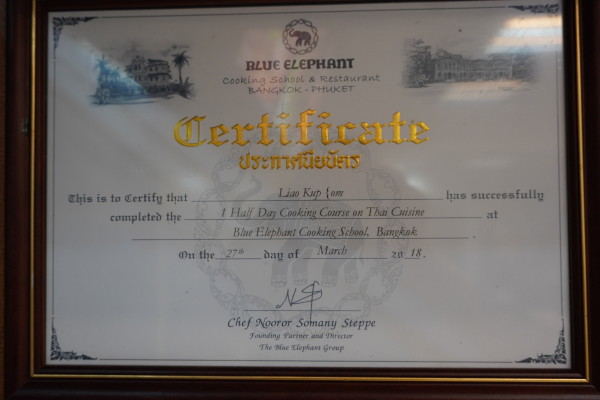 BLUE ELEPHANT
Cooking School & Restaurant
BANGKOK - PHUKET
Certificate
ประกาศนียบัตร
This is to Certify that Liao Kup has successfully
completed the 1 Half Day Cooking Course on Thai Cuisine at
Blue Elephant Cooking School, Bangkok .
On the 27th day of March 2018.
Chef Nooror Somany Steppe
Founding Partner and Director
The Blue Elephant Group